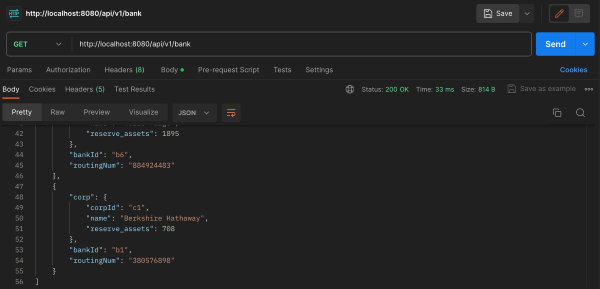 HTTP http://localhost:8080/api/v1/bank Save
GET http://localhost:8080/api/v1/bank Send
Params Authorization Headers (8) Body Pre-request Script Tests Settings Cookies
Body Cookies Headers (5) Test Results Status: 200 OK Time: 33 ms Size: 814 B Save as example
Pretty Raw Preview Visualize JSON
42 "reserve_assets": 1895
43 },
44 "bankId": "b6",
45 "routingNum": "884924483"
46 },
47 {
48 "corp": {
49 "corpId": "c1",
50 "name": "Berkshire Hathaway",
51 "reserve_assets": 708
52 },
53 "bankId": "b1",
54 "routingNum": "380576898"
55 }
56 ]